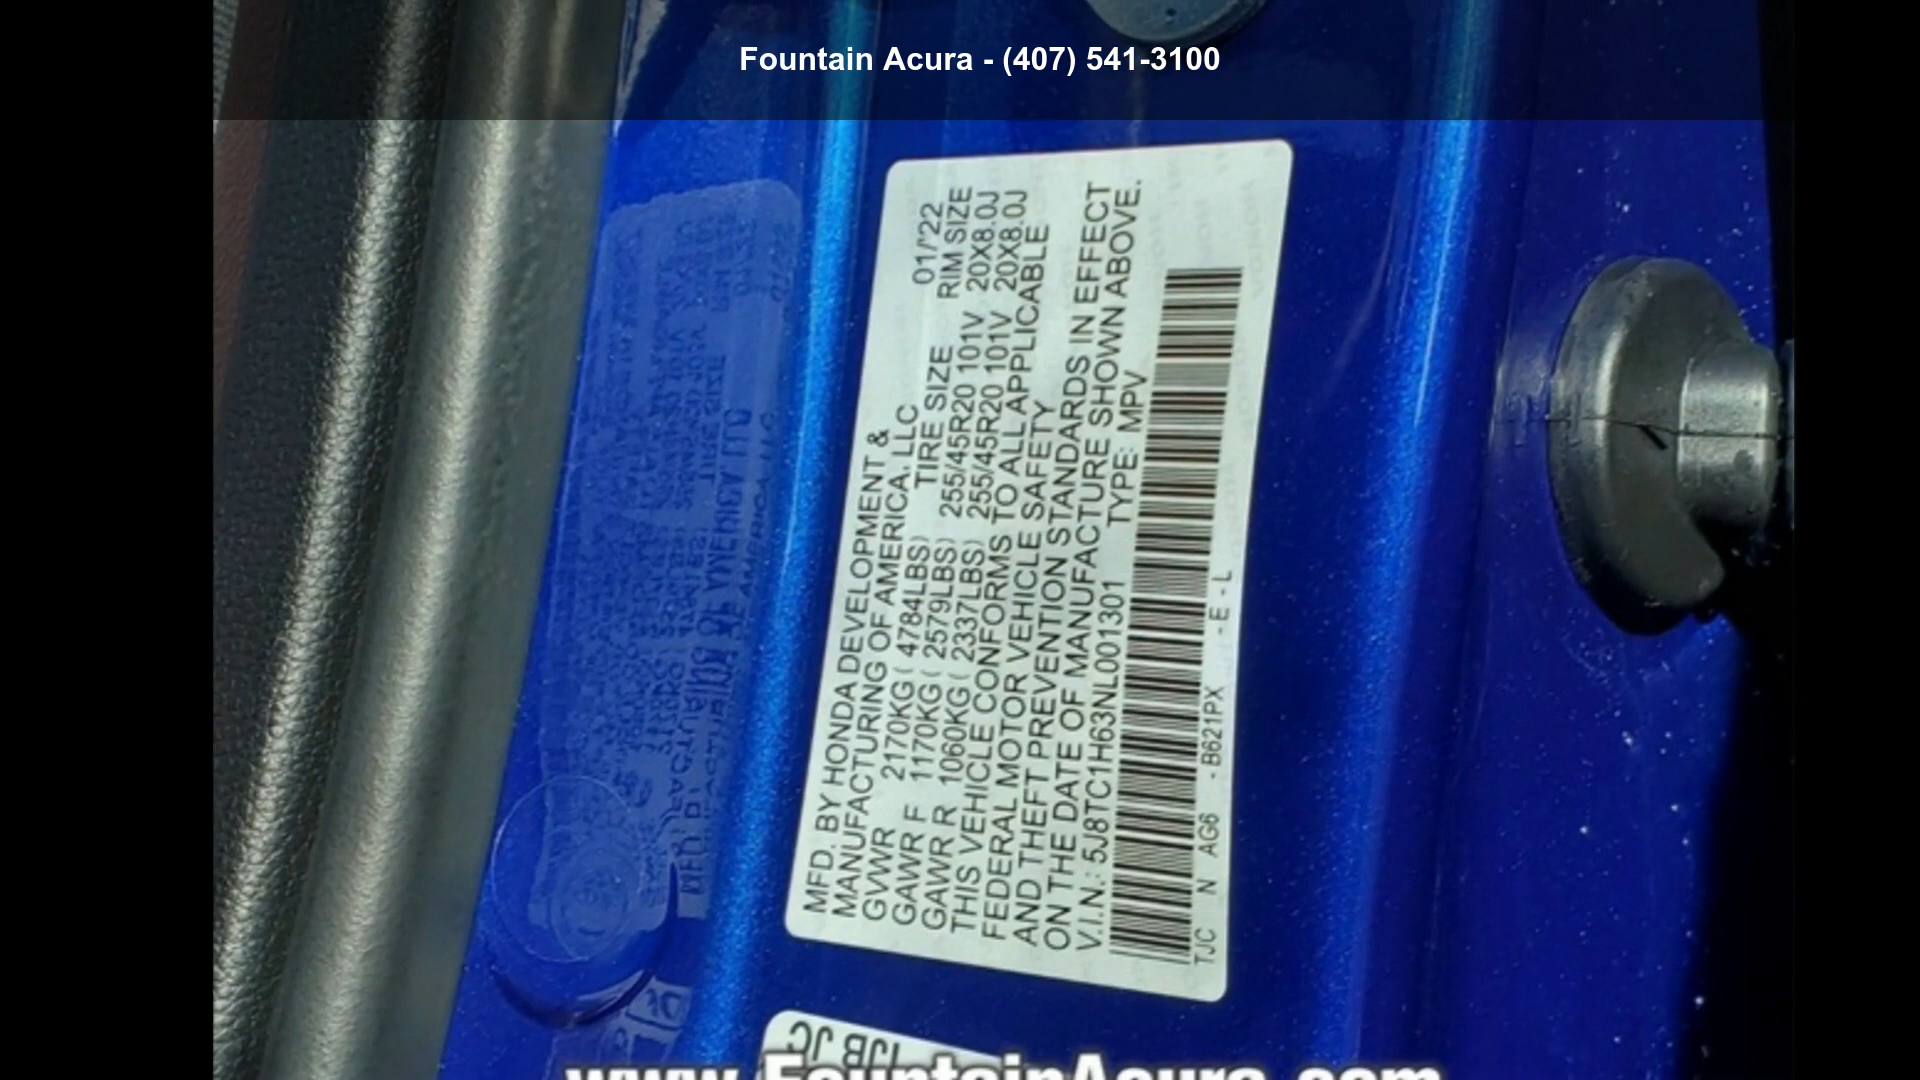 Fountain Acura - (407) 541-3100
MFD. BY HONDA DEVELOPMENT &
MANUFACTURING OF AMERICA. LLC 01/'22
GVWR 2170KG ( 4784LBS) TIRE SIZE RIM SIZE
GAWR F 1170KG ( 2579LBS) 255/45R20 101V 20X8.0J
GAWR R 1060KG ( 2337LBS) 255/45R20 101V 20X8.0J
THIS VEHICLE CONFORMS TO ALL APPLICABLE
FEDERAL MOTOR VEHICLE SAFETY
AND THEFT PREVENTION STANDARDS IN EFFECT
ON THE DATE OF MANUFACTURE SHOWN ABOVE.
V.I.N.: 5J8TC1H63NL001301 TYPE: MPV
TJC N AG6 - B621PX - E - L
www.FountainAcura.com